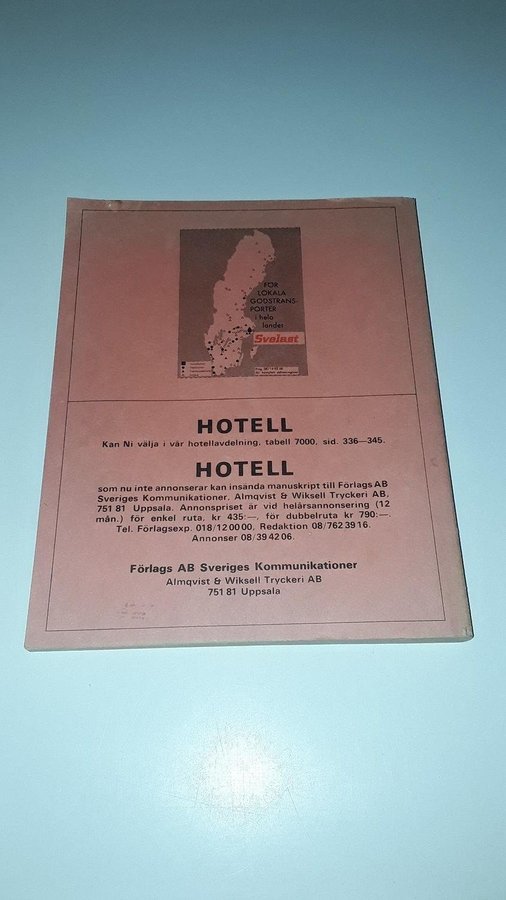 FÖR
LOKALA
GODSTRANS-
PORTER
i hela
landet
Svelast
HOTELL
Kan Ni välja i vår hotellavdelning, tabell 7000, sid. 336—345.
HOTELL
som nu inte annonserar kan insända manuskript till Förlags AB
Sveriges Kommunikationer, Almqvist & Wiksell Tryckeri AB,
751 81 Uppsala. Annonspriset är vid helårsannonsering (12
mån.) för enkel ruta, kr 435:—, för dubbelruta kr 790:—.
Tel. Förlagsexp. 018/12 00 00, Redaktion 08/762 39 16.
Annonser 08/39 42 06.
Förlags AB Sveriges Kommunikationer
Almqvist & Wiksell Tryckeri AB
751 81 Uppsala